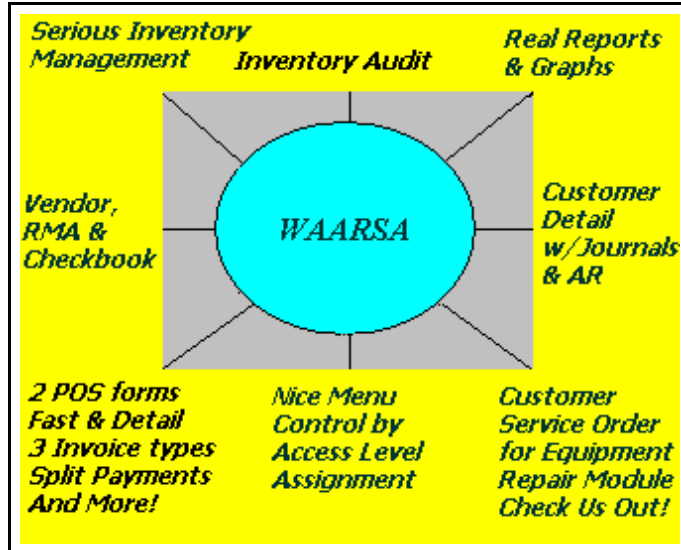 Serious Inventory
Management
Inventory Audit
Real Reports
& Graphs
Vendor,
RMA &
Checkbook
WAARSA
Customer
Detail
w/Journals
& AR
2 POS forms
Fast & Detail
3 Invoice types
Split Payments
And More!
Nice Menu
Control by
Access Level
Assignment
Customer
Service Order
for Equipment
Repair Module
Check Us Out!